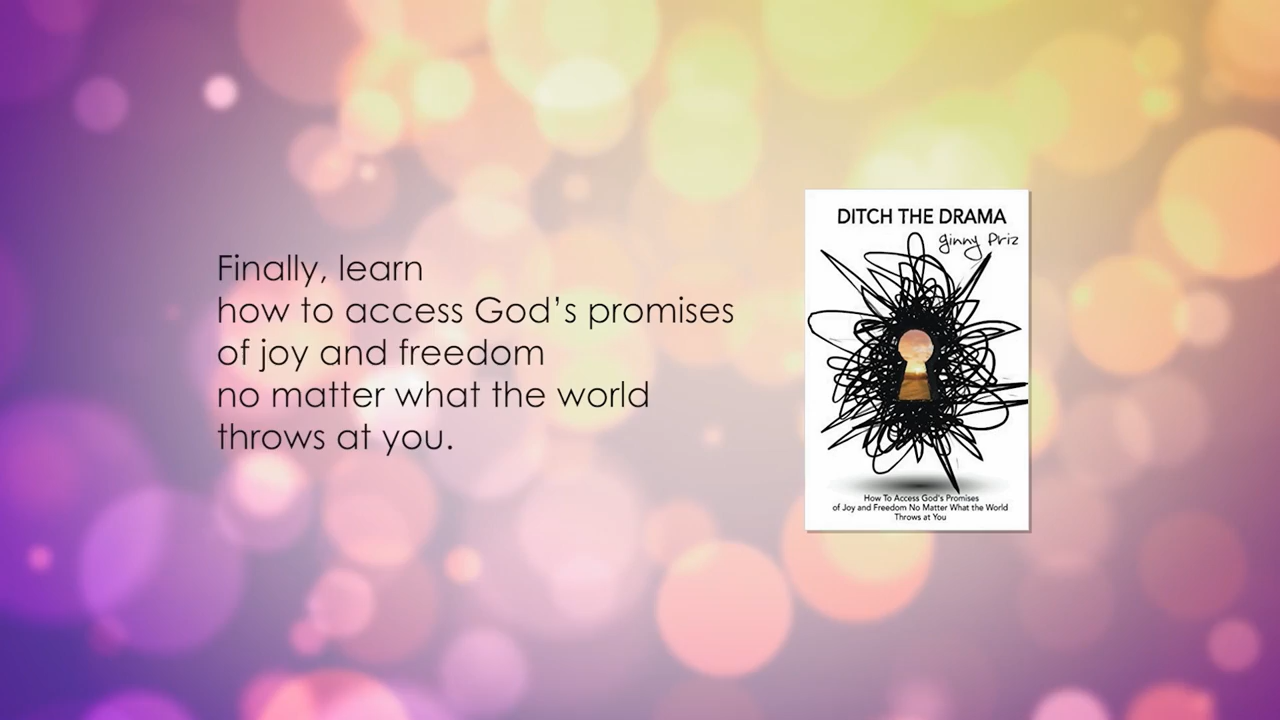 Finally, learn
how to access God’s promises
of joy and freedom
no matter what the world
throws at you.
DITCH THE DRAMA
ginny Priz
How To Access God's Promises
of Joy and Freedom No Matter What the World
Throws at You